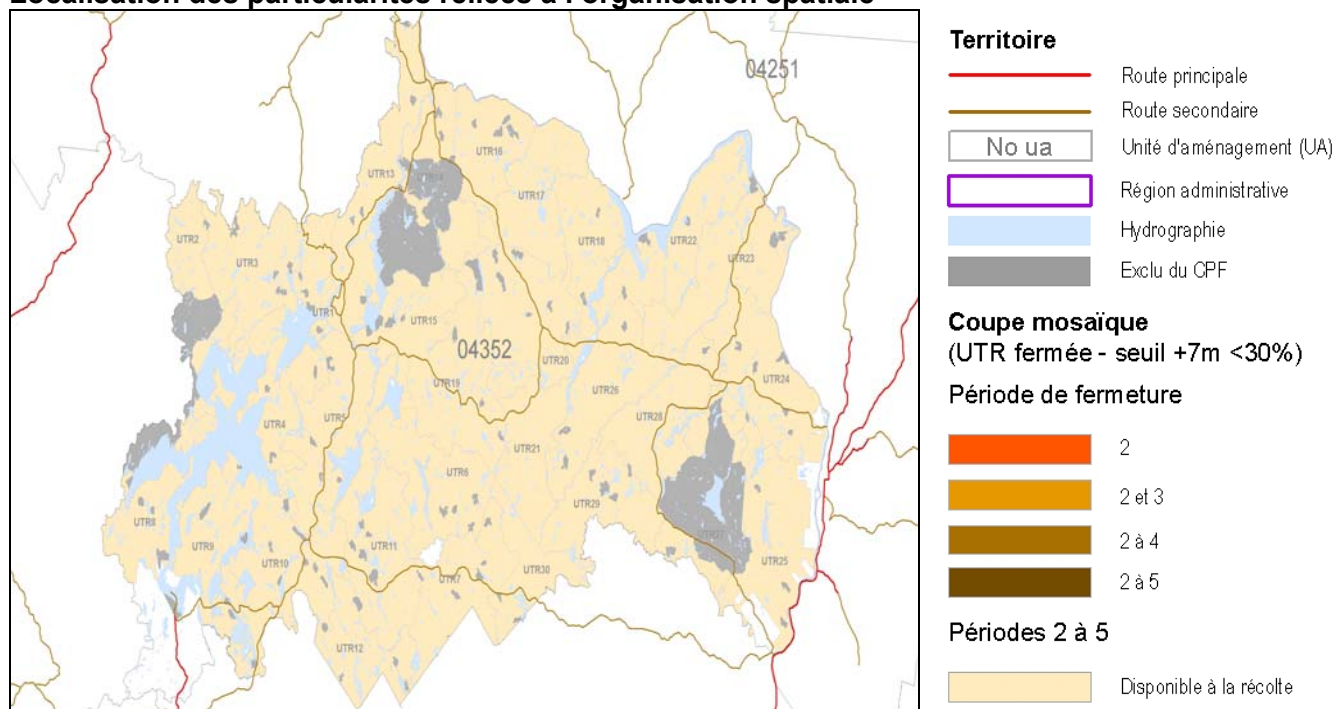 Localisation des particularités reliées à l'organisation spatiale
04251
UTR16
UTR13
UTR14
UTR17
UTR2
UTR18
UTR22
UTR3
UTR23
UTR1
UTR15
04352
UTR20
UTR24
UTR19
UTR26
UTR4
UTR5
UTR28
UTR21
UTR6
UTR29
UTR8
UTR27
UTR9
UTR11
UTR10
UTR25
UTR7
UTR30
UTR12
Territoire
Route principale
Route secondaire
No ua
Unité d'aménagement (UA)
Région administrative
Hydrographie
Exclu du CPF
Coupe mosaïque
(UTR fermée - seuil +7m <30%)
Période de fermeture
2
2 et 3
2 à 4
2 à 5
Périodes 2 à 5
Disponible à la récolte